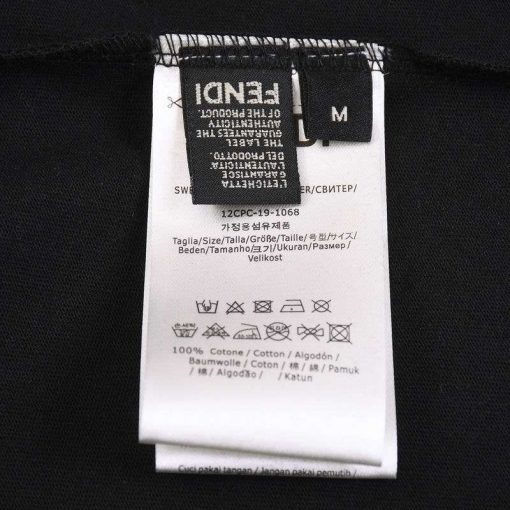 FENDI
THE LABEL
GUARANTEES THE
AUTHENTICITY
OF THE PRODUCT.
L'ETICHETTA
GARANTISCE
L'AUTENTICITA'
DEL PRODOTTO.
M
DI
SWE ER/СВИТЕР/
12CPC-19-1068
가정용섬유제품
Taglia/Size/Talla/Größe/Taille/号型/サイズ/
Beden/Tamanho/크기/Ukuran/Размер/
Velikost
100% Cotone / Cotton / Algodón /
Baumwolle / Coton / 棉 / 綿 / Pamuk
/ 면 / Algodão / / Katun
Cuci pakai tangan / Jangan pakai pemutih /